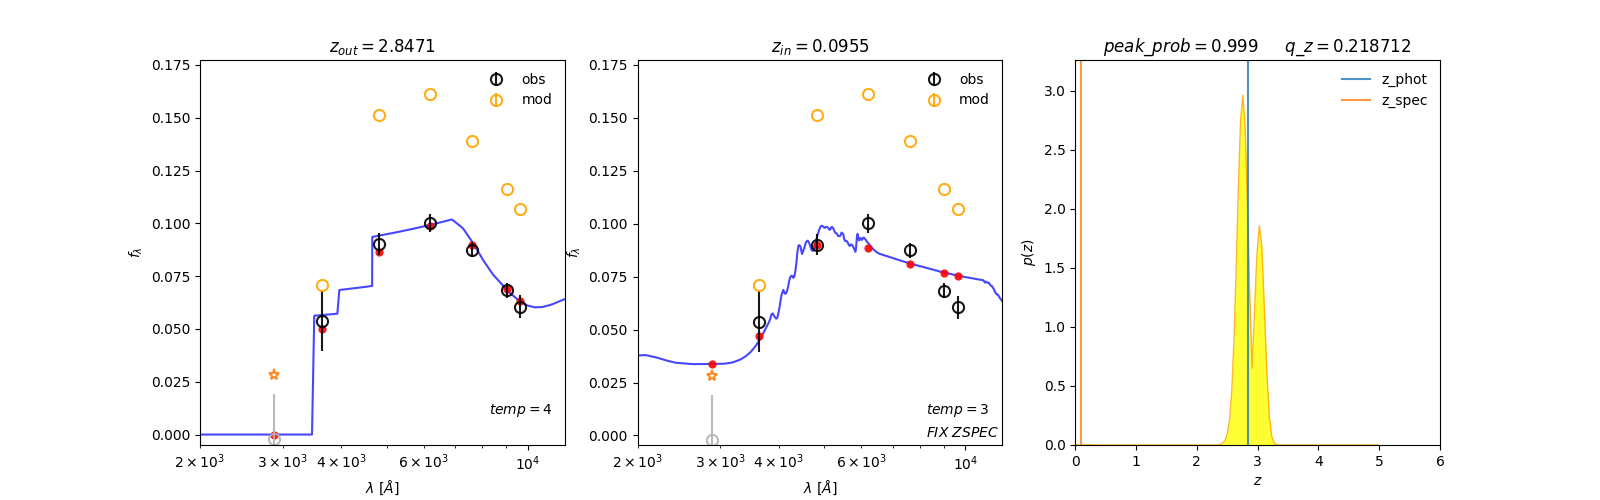 z_out = 2.8471
z_in = 0.0955
peak_prob = 0.999 q_z = 0.218712
0.175
0.150
0.125
0.100
0.075
0.050
0.025
0.000
f_λ
obs
mod
temp = 4
2 × 10³ 3 × 10³ 4 × 10³ 6 × 10³ 10⁴
λ [Å]
0.175
0.150
0.125
0.100
0.075
0.050
0.025
0.000
f_λ
obs
mod
temp = 3
FIX ZSPEC
2 × 10³ 3 × 10³ 4 × 10³ 6 × 10³ 10⁴
λ [Å]
3.0
2.5
2.0
1.5
1.0
0.5
0.0
p(z)
z_phot
z_spec
0 1 2 3 4 5 6
z